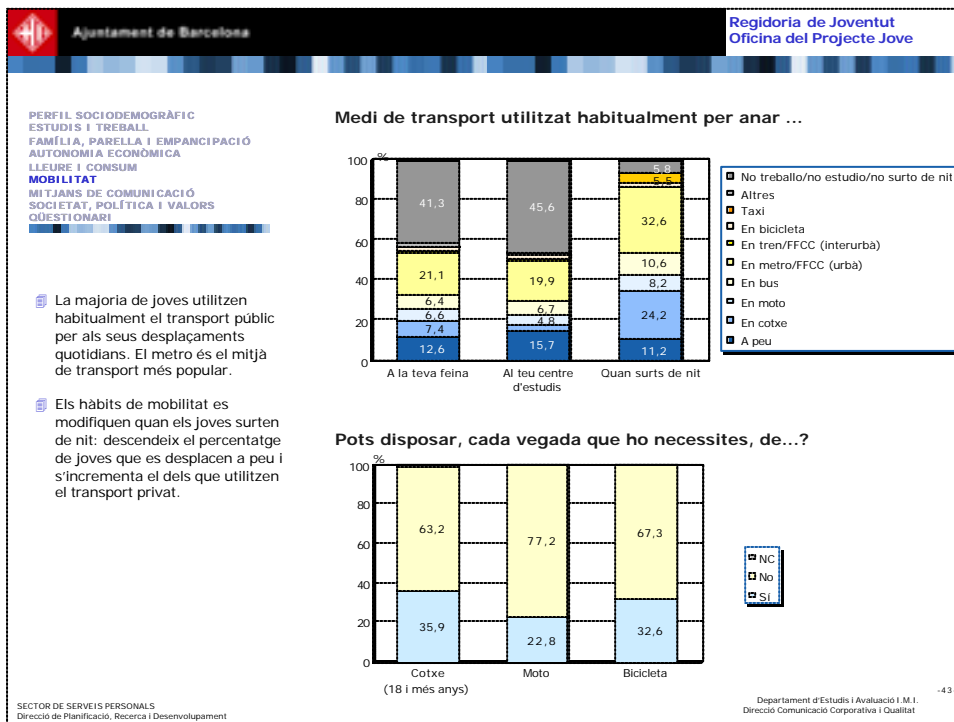 Ajuntament de Barcelona
Regidoria de Joventut
Oficina del Projecte Jove
PERFIL SOCIODEMOGRÀFIC
ESTUDIS I TREBALL
FAMÍLIA, PARELLA I EMPANCIPACIÓ
AUTONOMIA ECONÒMICA
LLEURE I CONSUM
MOBILITAT
MITJANS DE COMUNICACIÓ
SOCIETAT, POLÍTICA I VALORS
QÜESTIONARI
La majoria de joves utilitzen
habitualment el transport públic
per als seus desplaçaments
quotidians. El metro és el mitjà
de transport més popular.
Els hàbits de mobilitat es
modifiquen quan els joves surten
de nit: descendeix el percentatge
de joves que es desplacen a peu i
s'incrementa el dels que utilitzen
el transport privat.
Medi de transport utilitzat habitualment per anar ...
%
100
80
60
40
20
0
41,3
21,1
6,4
6,6
7,4
12,6
45,6
19,9
6,7
4,8
15,7
5,8
5,5
32,6
10,6
8,2
24,2
11,2
A la teva feina
Al teu centre
d'estudis
Quan surts de nit
No treballo/no estudio/no surto de nit
Altres
Taxi
En bicicleta
En tren/FFCC (interurbà)
En metro/FFCC (urbà)
En bus
En moto
En cotxe
A peu
Pots disposar, cada vegada que ho necessites, de...?
%
100
80
60
40
20
0
63,2
35,9
77,2
22,8
67,3
32,6
Cotxe
(18 i més anys)
Moto
Bicicleta
NC
No
Sí
SECTOR DE SERVEIS PERSONALS
Direcció de Planificació, Recerca i Desenvolupament
-43
Departament d'Estudis i Avaluació I.M.I.
Direcció Comunicació Corporativa i Qualitat